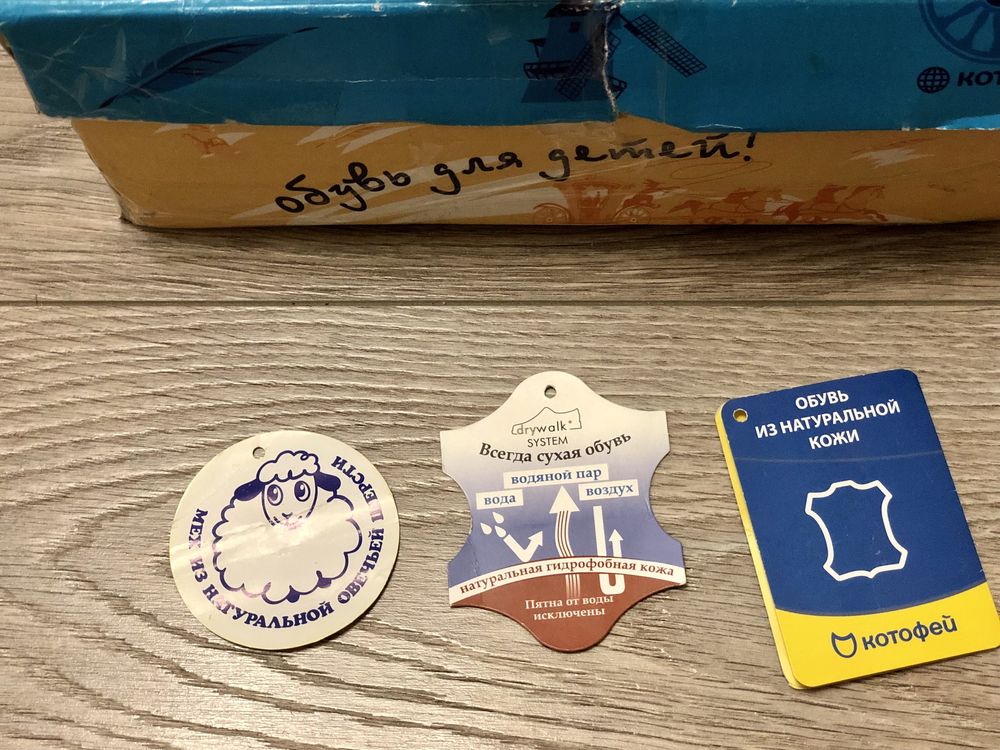 обувь для детей!
МЕХ ИЗ НАТУРАЛЬНОЙ ОВЕЧЬЕЙ ШЕРСТИ
drywalk
SYSTEM
Всегда сухая обувь
водяной пар
вода
воздух
натуральная гидрофобная кожа
Пятна от воды
исключены
ОБУВЬ
ИЗ НАТУРАЛЬНОЙ
КОЖИ
котофей